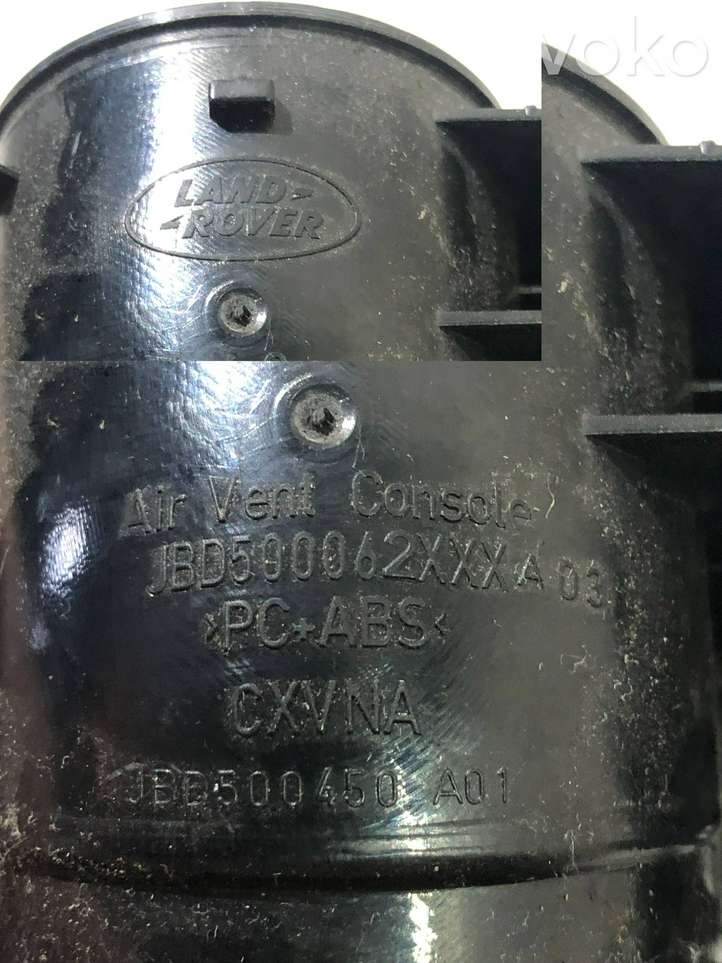 voko
LAND
ROVER
Air Vent Console
JBD500062XXX A 03
>PC+ABS<
CXVNA
JBD500450 A01